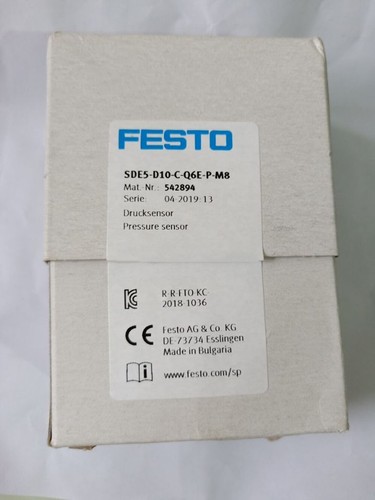 FESTO
SDE5-D10-C-Q6E-P-M8
Mat.-Nr.: 542894
Serie: 04-2019:13
Drucksensor
Pressure sensor
R-R-FTO-KC
2018-1036
CE
Festo AG & Co. KG
DE-73734 Esslingen
Made in Bulgaria
www.festo.com/sp